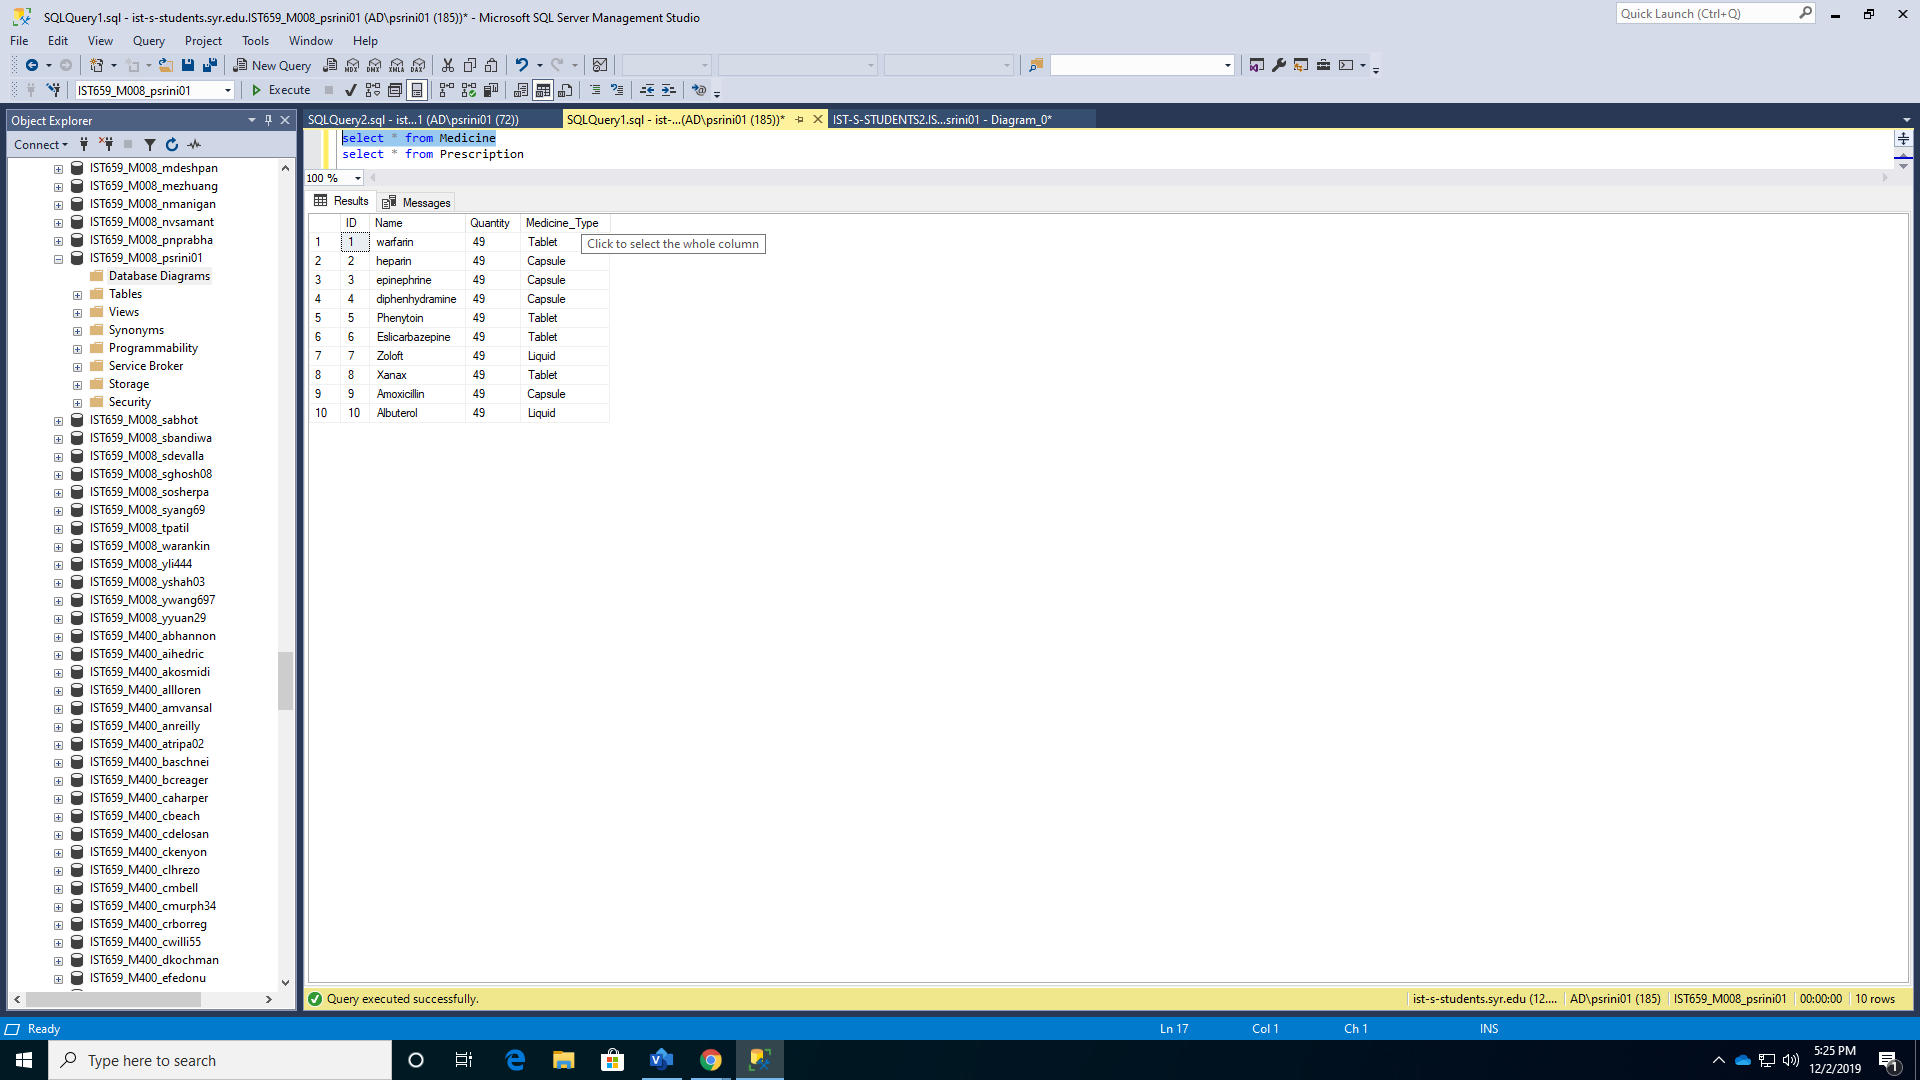 SQLQuery1.sql - ist-s-students.syr.edu.IST659_M008_psrini01 (AD\psrini01 (185))* - Microsoft SQL Server Management Studio
Quick Launch (Ctrl+Q)
File Edit View Query Project Tools Window Help
New Query
MDX DMX XMLA DAX
IST659_M008_psrini01
Execute
Object Explorer
Connect
IST659_M008_mdeshpan
IST659_M008_mezhuang
IST659_M008_nmanigan
IST659_M008_nvsamant
IST659_M008_pnprabha
IST659_M008_psrini01
Database Diagrams
Tables
Views
Synonyms
Programmability
Service Broker
Storage
Security
IST659_M008_sabhot
IST659_M008_sbandiwa
IST659_M008_sdevalla
IST659_M008_sghosh08
IST659_M008_sosherpa
IST659_M008_syang69
IST659_M008_tpatil
IST659_M008_warankin
IST659_M008_yli444
IST659_M008_yshah03
IST659_M008_ywang697
IST659_M008_yyuan29
IST659_M400_abhannon
IST659_M400_aihedric
IST659_M400_akosmidi
IST659_M400_allloren
IST659_M400_amvansal
IST659_M400_anreilly
IST659_M400_atripa02
IST659_M400_baschnei
IST659_M400_bcreager
IST659_M400_caharper
IST659_M400_cbeach
IST659_M400_cdelosan
IST659_M400_ckenyon
IST659_M400_clhrezo
IST659_M400_cmbell
IST659_M400_cmurph34
IST659_M400_crborreg
IST659_M400_cwilli55
IST659_M400_dkochman
IST659_M400_efedonu
SQLQuery2.sql - ist...1 (AD\psrini01 (72))
SQLQuery1.sql - ist-...(AD\psrini01 (185))*
IST-S-STUDENTS2.IS...srini01 - Diagram_0*
select * from Medicine
select * from Prescription
100 %
Results Messages
ID Name Quantity Medicine_Type
1 1 warfarin 49 Tablet
Click to select the whole column
2 2 heparin 49 Capsule
3 3 epinephrine 49 Capsule
4 4 diphenhydramine 49 Capsule
5 5 Phenytoin 49 Tablet
6 6 Eslicarbazepine 49 Tablet
7 7 Zoloft 49 Liquid
8 8 Xanax 49 Tablet
9 9 Amoxicillin 49 Capsule
10 10 Albuterol 49 Liquid
Query executed successfully.
ist-s-students.syr.edu (12.... AD\psrini01 (185) IST659_M008_psrini01 00:00:00 10 rows
Ready
Ln 17 Col 1 Ch 1 INS
Type here to search
5:25 PM
12/2/2019
1